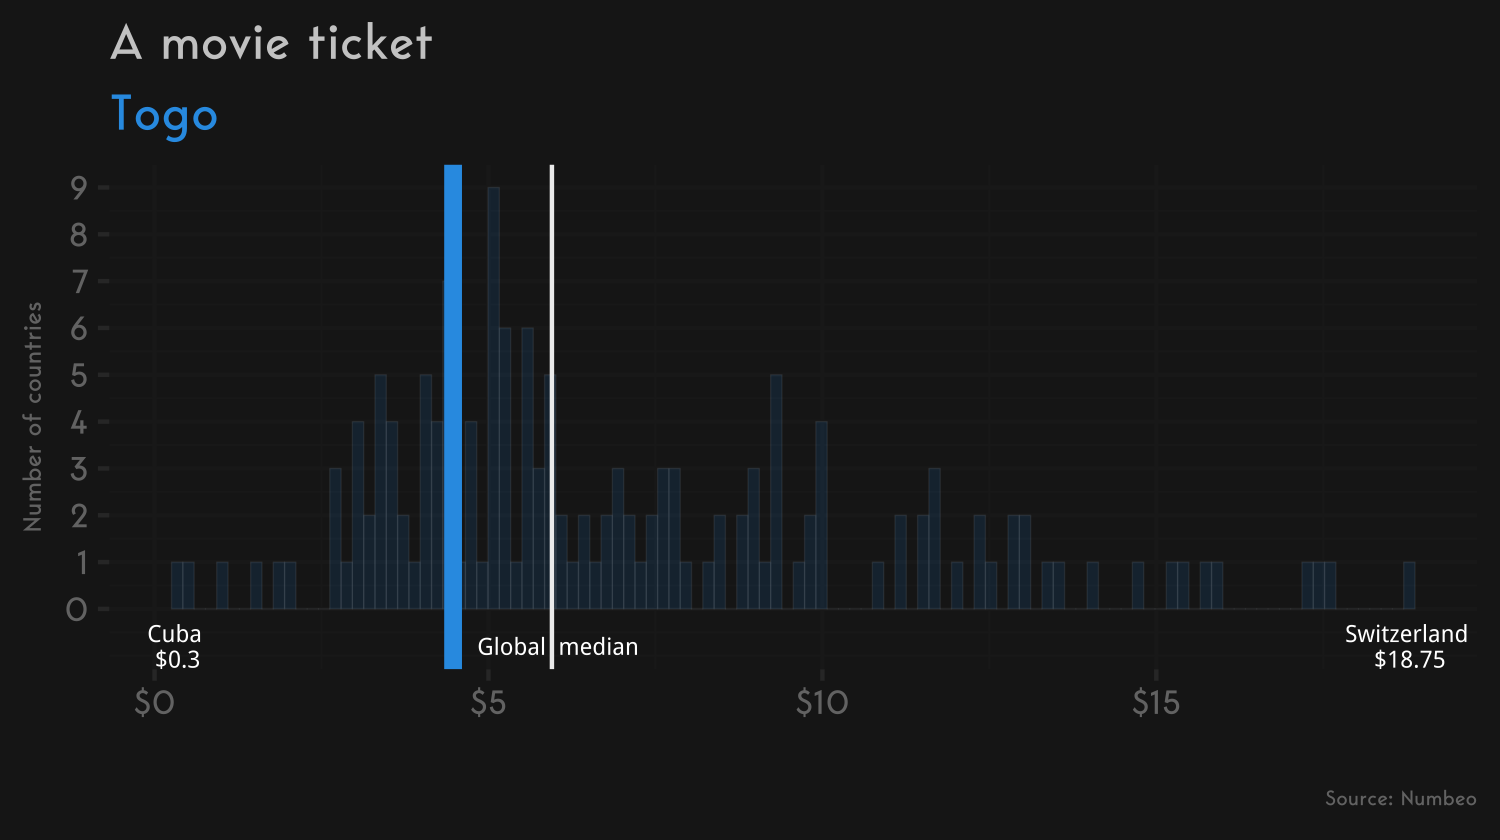 A movie ticket
Togo
Number of countries
9
8
7
6
5
4
3
2
1
0
Cuba
$0.3
Global median
Switzerland
$18.75
$0 $5 $10 $15
Source: Numbeo